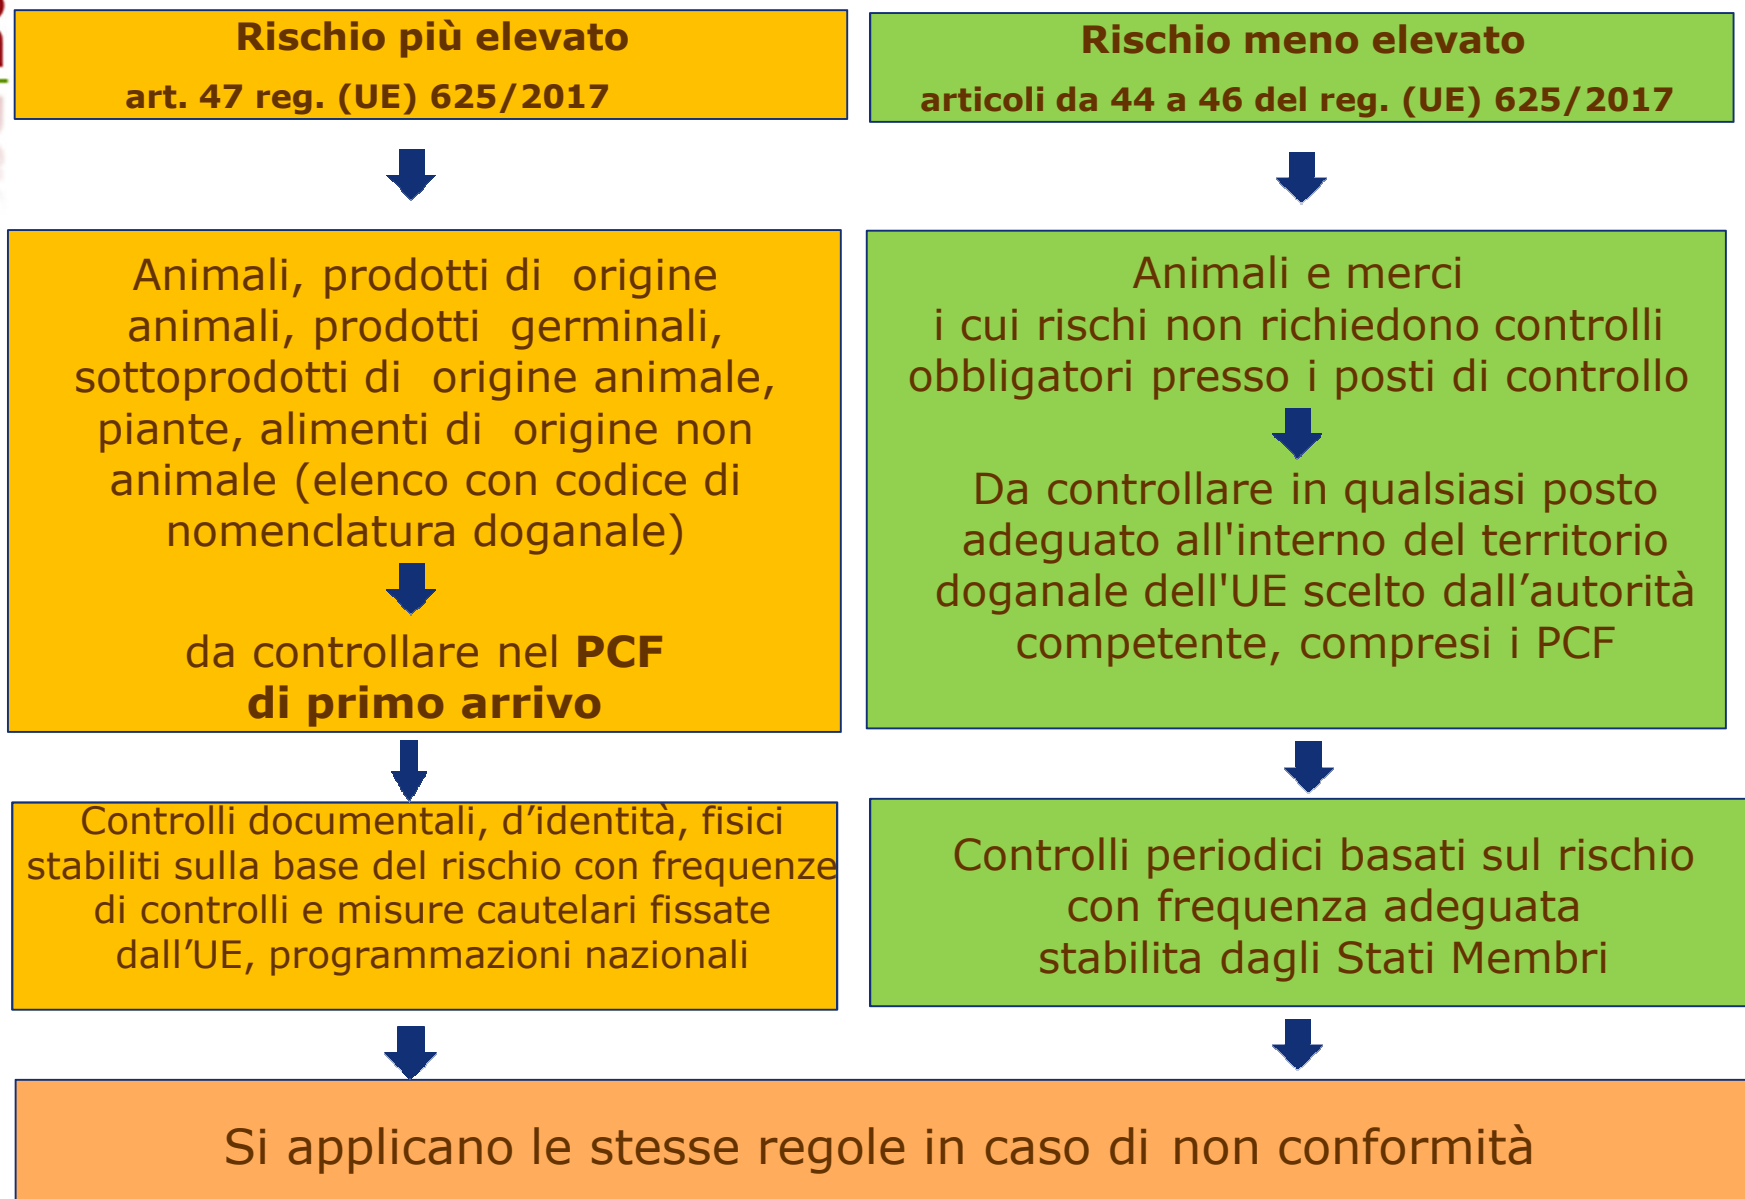 Rischio più elevato
art. 47 reg. (UE) 625/2017
Animali, prodotti di origine
animali, prodotti germinali,
sottoprodotti di origine animale,
piante, alimenti di origine non
animale (elenco con codice di
nomenclatura doganale)
da controllare nel PCF
di primo arrivo
Controlli documentali, d’identità, fisici
stabiliti sulla base del rischio con frequenze
di controlli e misure cautelari fissate
dall’UE, programmazioni nazionali
Rischio meno elevato
articoli da 44 a 46 del reg. (UE) 625/2017
Animali e merci
i cui rischi non richiedono controlli
obbligatori presso i posti di controllo
Da controllare in qualsiasi posto
adeguato all'interno del territorio
doganale dell'UE scelto dall’autorità
competente, compresi i PCF
Controlli periodici basati sul rischio
con frequenza adeguata
stabilita dagli Stati Membri
Si applicano le stesse regole in caso di non conformità